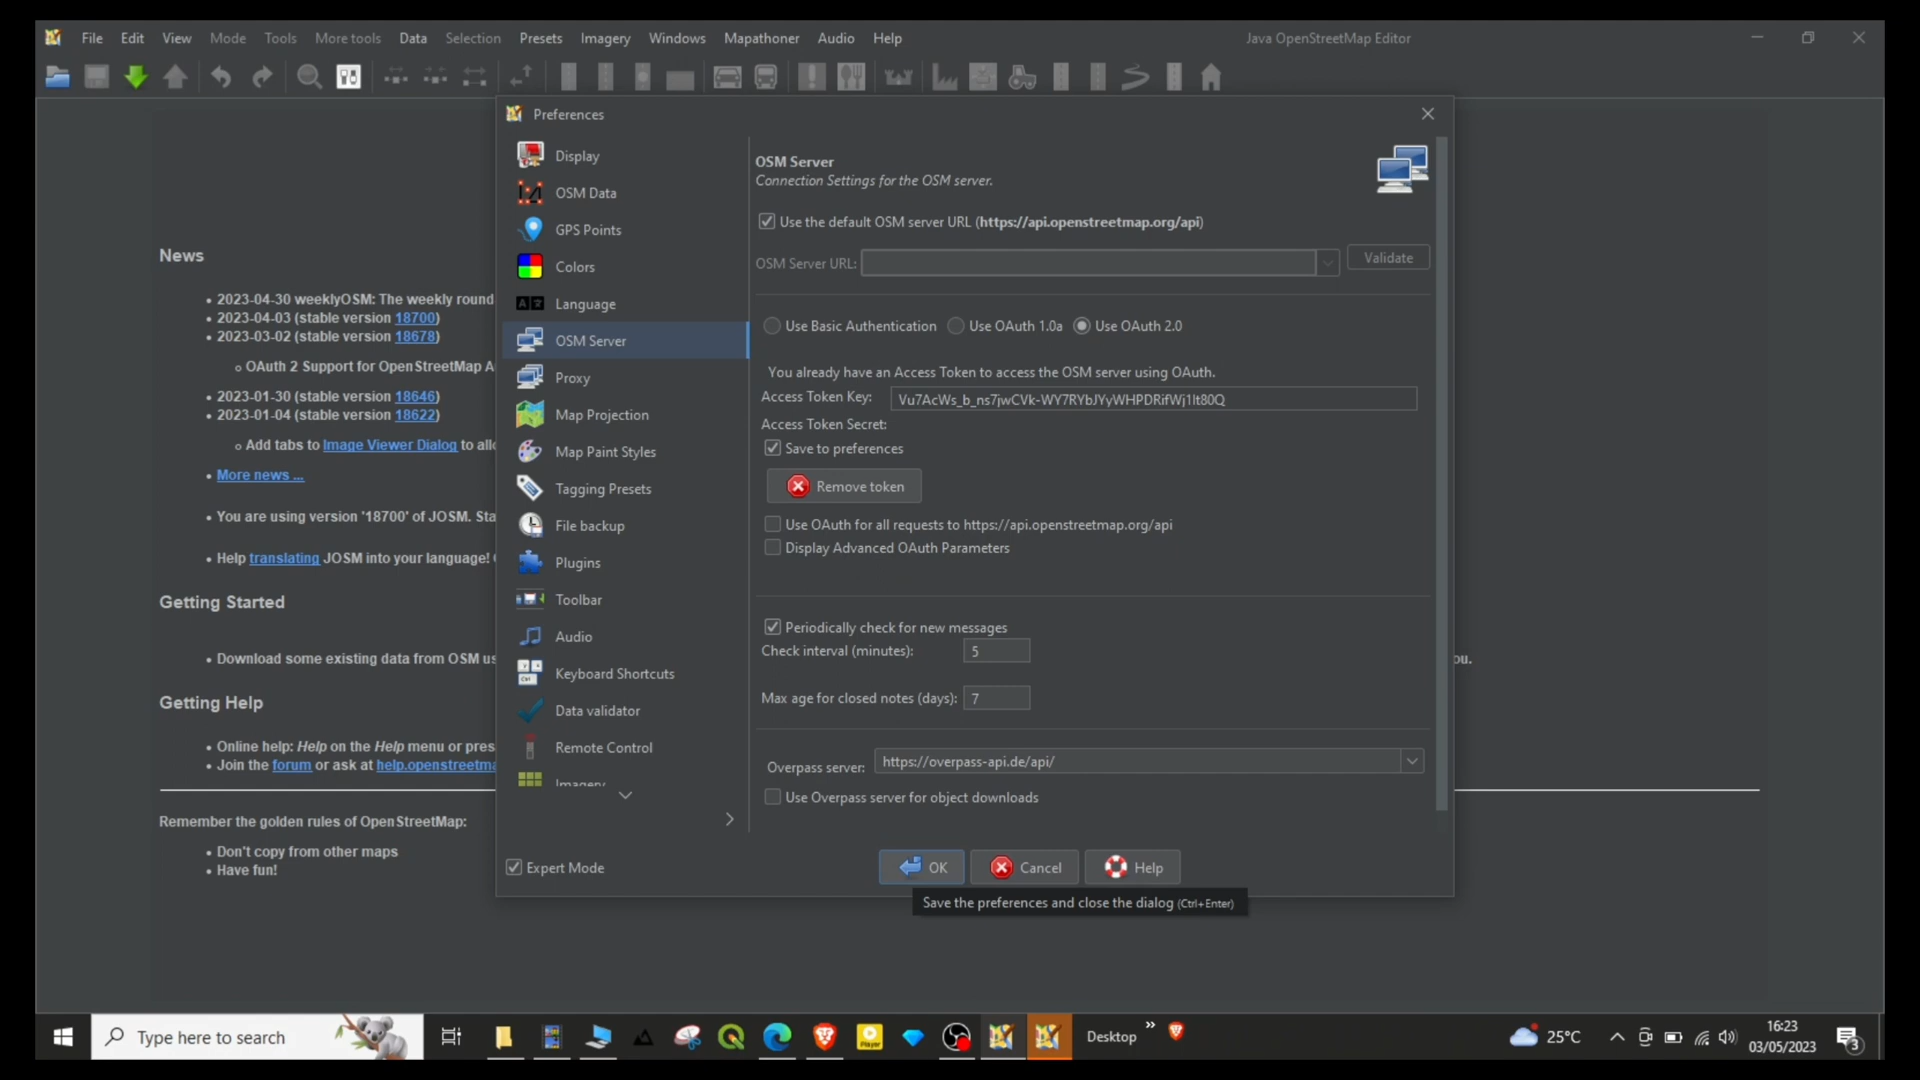 File Edit View Mode Tools More tools Data Selection Presets Imagery Windows Mapathoner Audio Help
Java OpenStreetMap Editor
Preferences
Display
OSM Data
GPS Points
Colors
Language
OSM Server
Proxy
Map Projection
Map Paint Styles
Tagging Presets
File backup
Plugins
Toolbar
Audio
Keyboard Shortcuts
Data validator
Remote Control
Imagery
Expert Mode
OSM Server
Connection Settings for the OSM server.
Use the default OSM server URL (https://api.openstreetmap.org/api)
OSM Server URL: Validate
Use Basic Authentication Use OAuth 1.0a Use OAuth 2.0
You already have an Access Token to access the OSM server using OAuth.
Access Token Key: Vu7AcWs_b_ns7jwCVk-WY7RYbJYyWHPDRifWj1lt80Q
Access Token Secret:
Save to preferences
Remove token
Use OAuth for all requests to https://api.openstreetmap.org/api
Display Advanced OAuth Parameters
Periodically check for new messages
Check interval (minutes): 5
Max age for closed notes (days): 7
Overpass server: https://overpass-api.de/api/
Use Overpass server for object downloads
OK Cancel Help
Save the preferences and close the dialog (Ctrl+Enter)
News
• 2023-04-30 weeklyOSM: The weekly round
• 2023-04-03 (stable version 18700)
• 2023-03-02 (stable version 18678)
o OAuth 2 Support for OpenStreetMap A
• 2023-01-30 (stable version 18646)
• 2023-01-04 (stable version 18622)
o Add tabs to Image Viewer Dialog to all
• More news ...
• You are using version '18700' of JOSM. Sta
• Help translating JOSM into your language!
Getting Started
• Download some existing data from OSM us
ou.
Getting Help
• Online help: Help on the Help menu or pres
• Join the forum or ask at help.openstreetma
Remember the golden rules of OpenStreetMap:
• Don't copy from other maps
• Have fun!
Type here to search
Player
Desktop
25°C
16:23
03/05/2023
3